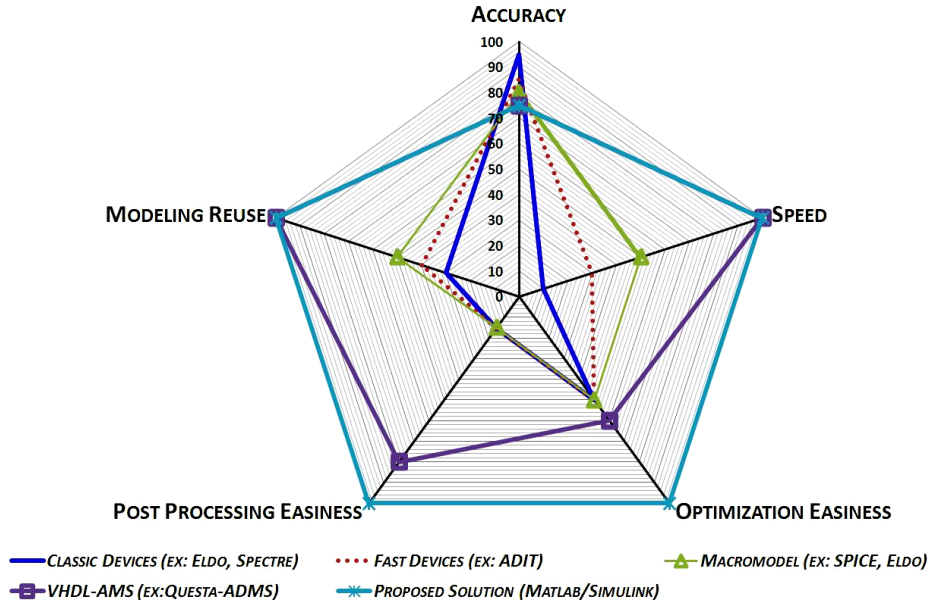 ACCURACY
100
90
80
70
60
50
40
30
20
10
0
MODELING REUSE
SPEED
POST PROCESSING EASINESS
OPTIMIZATION EASINESS
CLASSIC DEVICES (EX: ELDO, SPECTRE)
FAST DEVICES (EX: ADIT)
MACROMODEL (EX: SPICE, ELDO)
VHDL-AMS (EX:QUESTA-ADMS)
PROPOSED SOLUTION (MATLAB/SIMULINK)